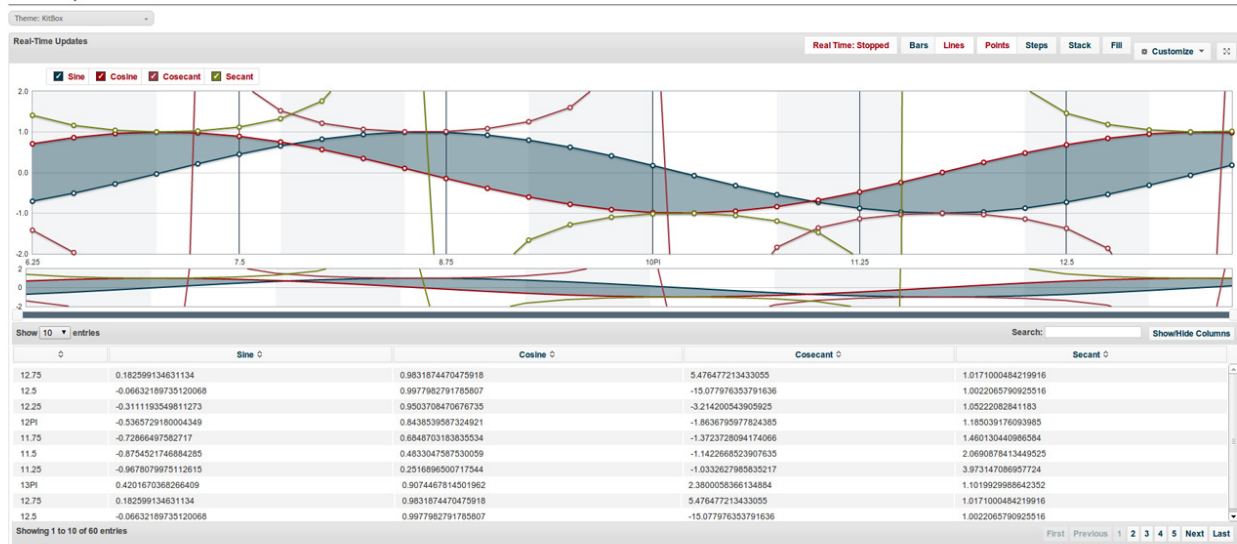 Theme: KitBox
Real-Time Updates
Real Time: Stopped Bars Lines Points Steps Stack Fill Customize
Sine Cosine Cosecant Secant
2.0
1.0
0.0
-1.0
-2.0
6.25 7.5 8.75 10PI 11.25 12.5
2
0
-2
Show 10 entries Search: Show/Hide Columns
Sine Cosine Cosecant Secant
12.75 0.182599134631134 0.9831874470475918 5.476477213433055 1.0171000484219916
12.5 -0.06632189735120068 0.9977982791785807 -15.077976353791636 1.0022065790925516
12.25 -0.3111193549811273 0.9503708470676735 -3.214200543905925 1.05222082841183
12PI -0.5365729180004349 0.8438539587324921 -1.8636795977824385 1.185039176093985
11.75 -0.72866497582717 0.6848703183835534 -1.3723728094174066 1.460130440986584
11.5 -0.8754521746884285 0.4833047587530059 -1.1422668523907635 2.0690878413449525
11.25 -0.9678079975112615 0.2516896500717544 -1.0332627985835217 3.973147086957724
13PI 0.4201670368266409 0.9074467814501962 2.3800058366134884 1.1019929988642352
12.75 0.182599134631134 0.9831874470475918 5.476477213433055 1.0171000484219916
12.5 -0.06632189735120068 0.9977982791785807 -15.077976353791636 1.0022065790925516
Showing 1 to 10 of 60 entries First Previous 1 2 3 4 5 Next Last